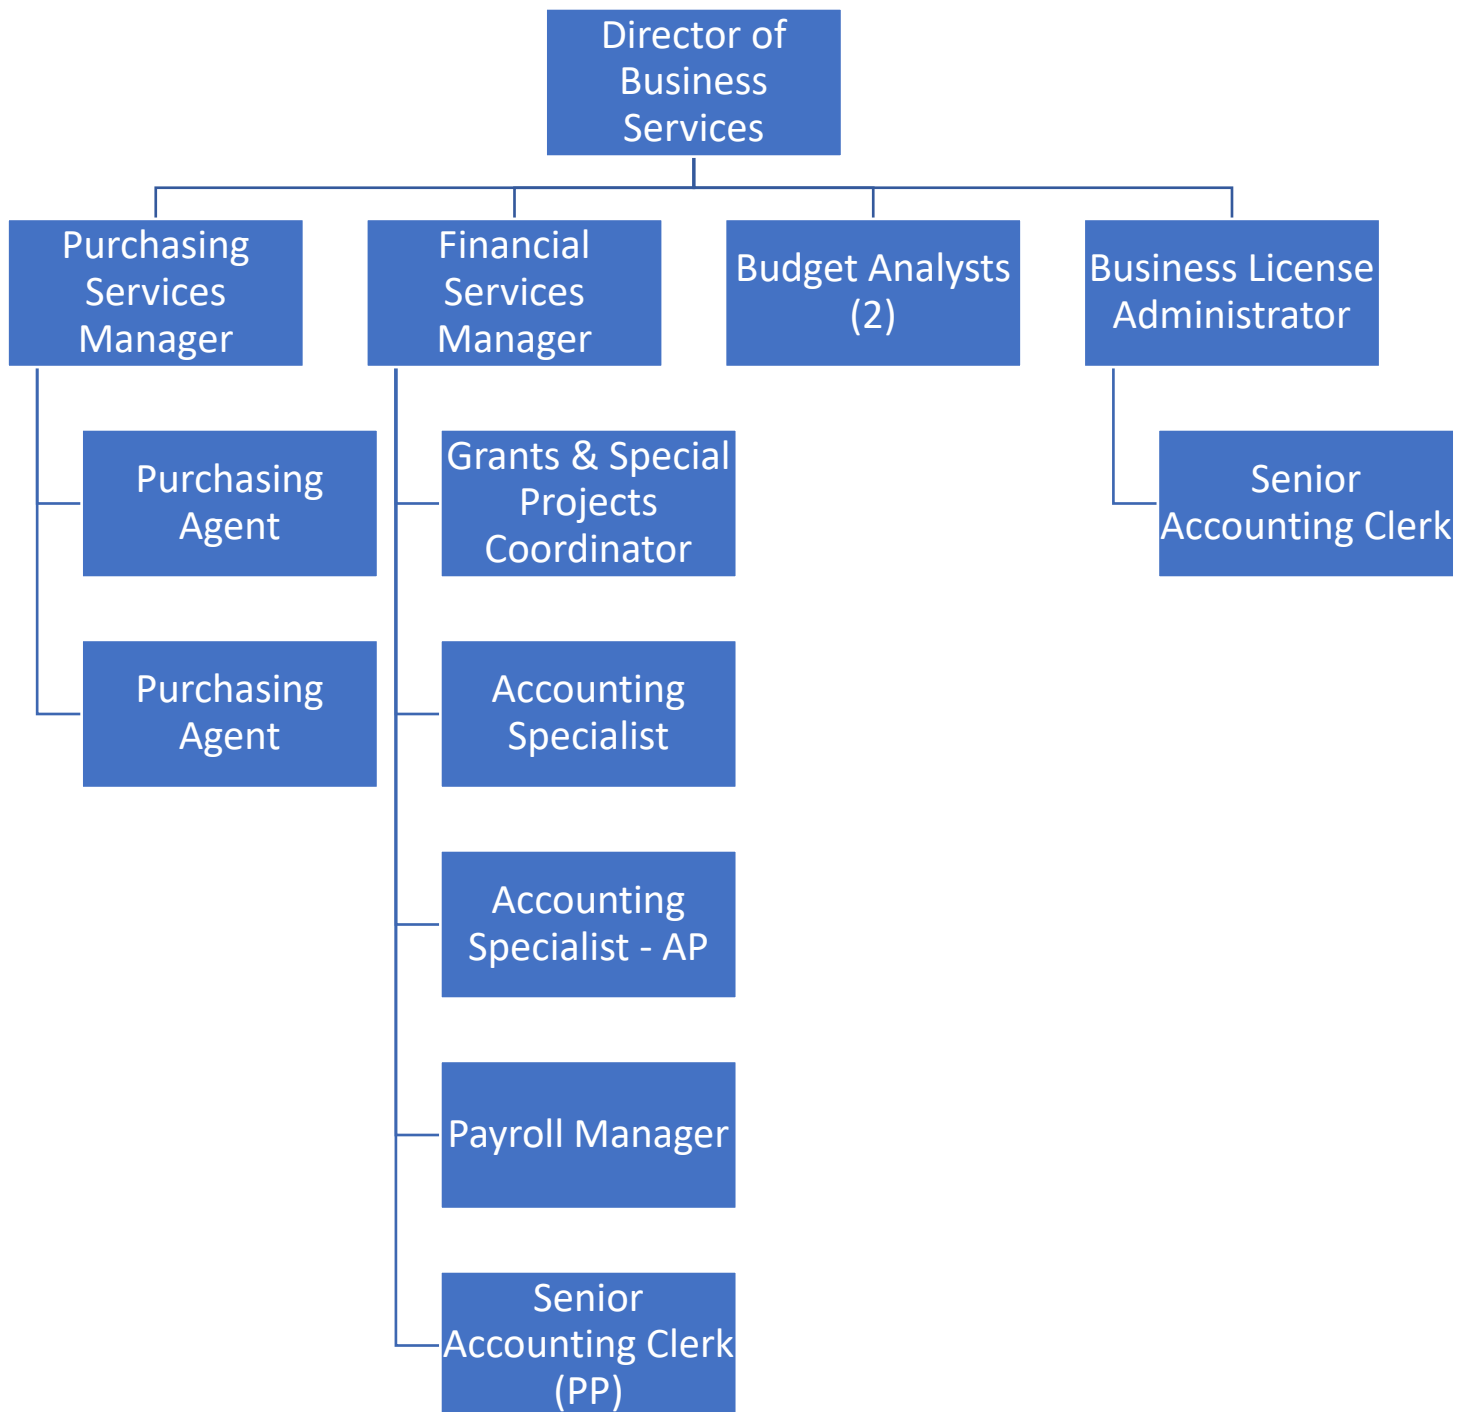 Director of
Business
Services
Purchasing
Services
Manager
Financial
Services
Manager
Budget Analysts
(2)
Business License
Administrator
Purchasing
Agent
Grants & Special
Projects
Coordinator
Senior
Accounting Clerk
Purchasing
Agent
Accounting
Specialist
Accounting
Specialist - AP
Payroll Manager
Senior
Accounting Clerk
(PP)